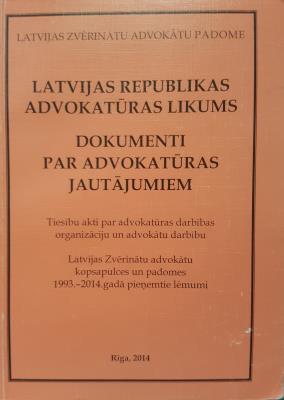 LATVIJAS ZVĒRINĀTU ADVOKĀTU PADOME
LATVIJAS REPUBLIKAS
ADVOKATŪRAS LIKUMS
DOKUMENTI
PAR ADVOKATŪRAS
JAUTĀJUMIEM
Tiesību akti par advokatūras darbības
organizāciju un advokātu darbību
Latvijas Zvērinātu advokātu
kopsapulces un padomes
1993.–2014.gadā pieņemtie lēmumi
Rīga, 2014